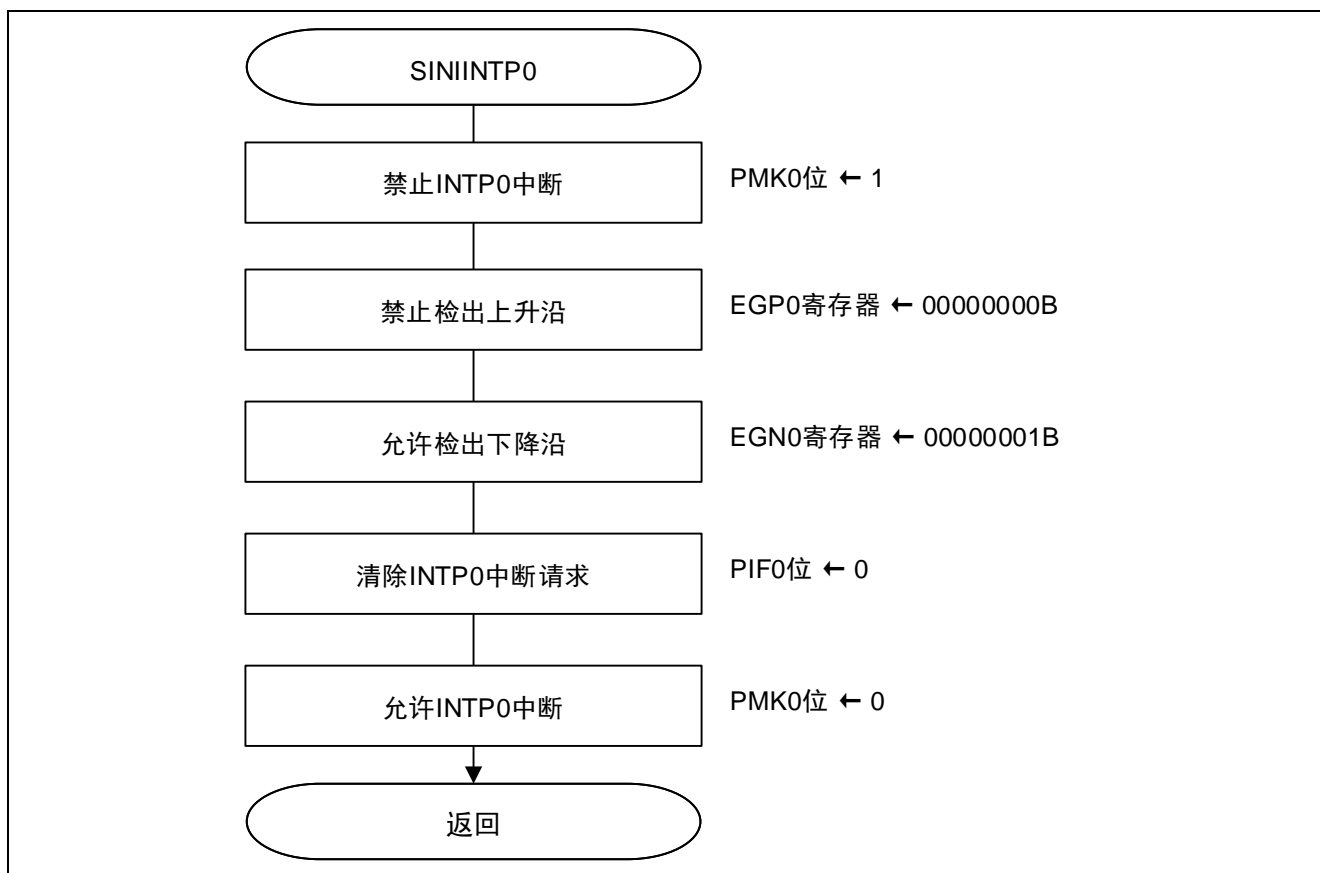 SINIINTP0
禁止INTP0中断
PMK0位 ← 1
禁止检出上升沿
EGP0寄存器 ← 00000000B
允许检出下降沿
EGN0寄存器 ← 00000001B
清除INTP0中断请求
PIF0位 ← 0
允许INTP0中断
PMK0位 ← 0
返回